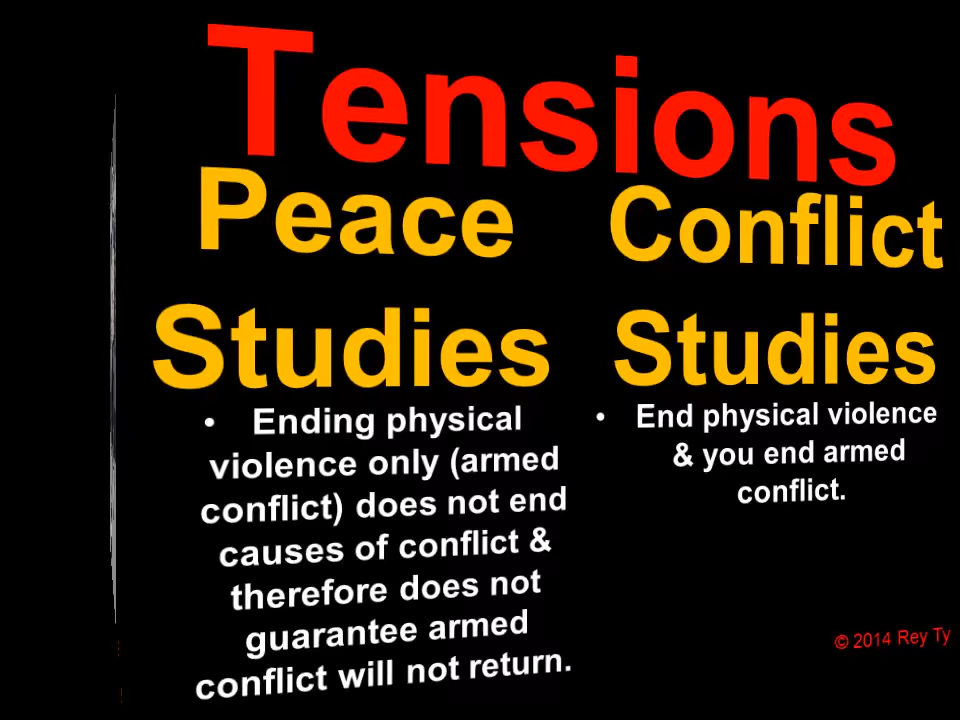 Tensions
Peace
Studies
• Ending physical
violence only (armed
conflict) does not end
causes of conflict &
therefore does not
guarantee armed
conflict will not return.
Conflict
Studies
• End physical violence
& you end armed
conflict.
© 2014 Rey Ty